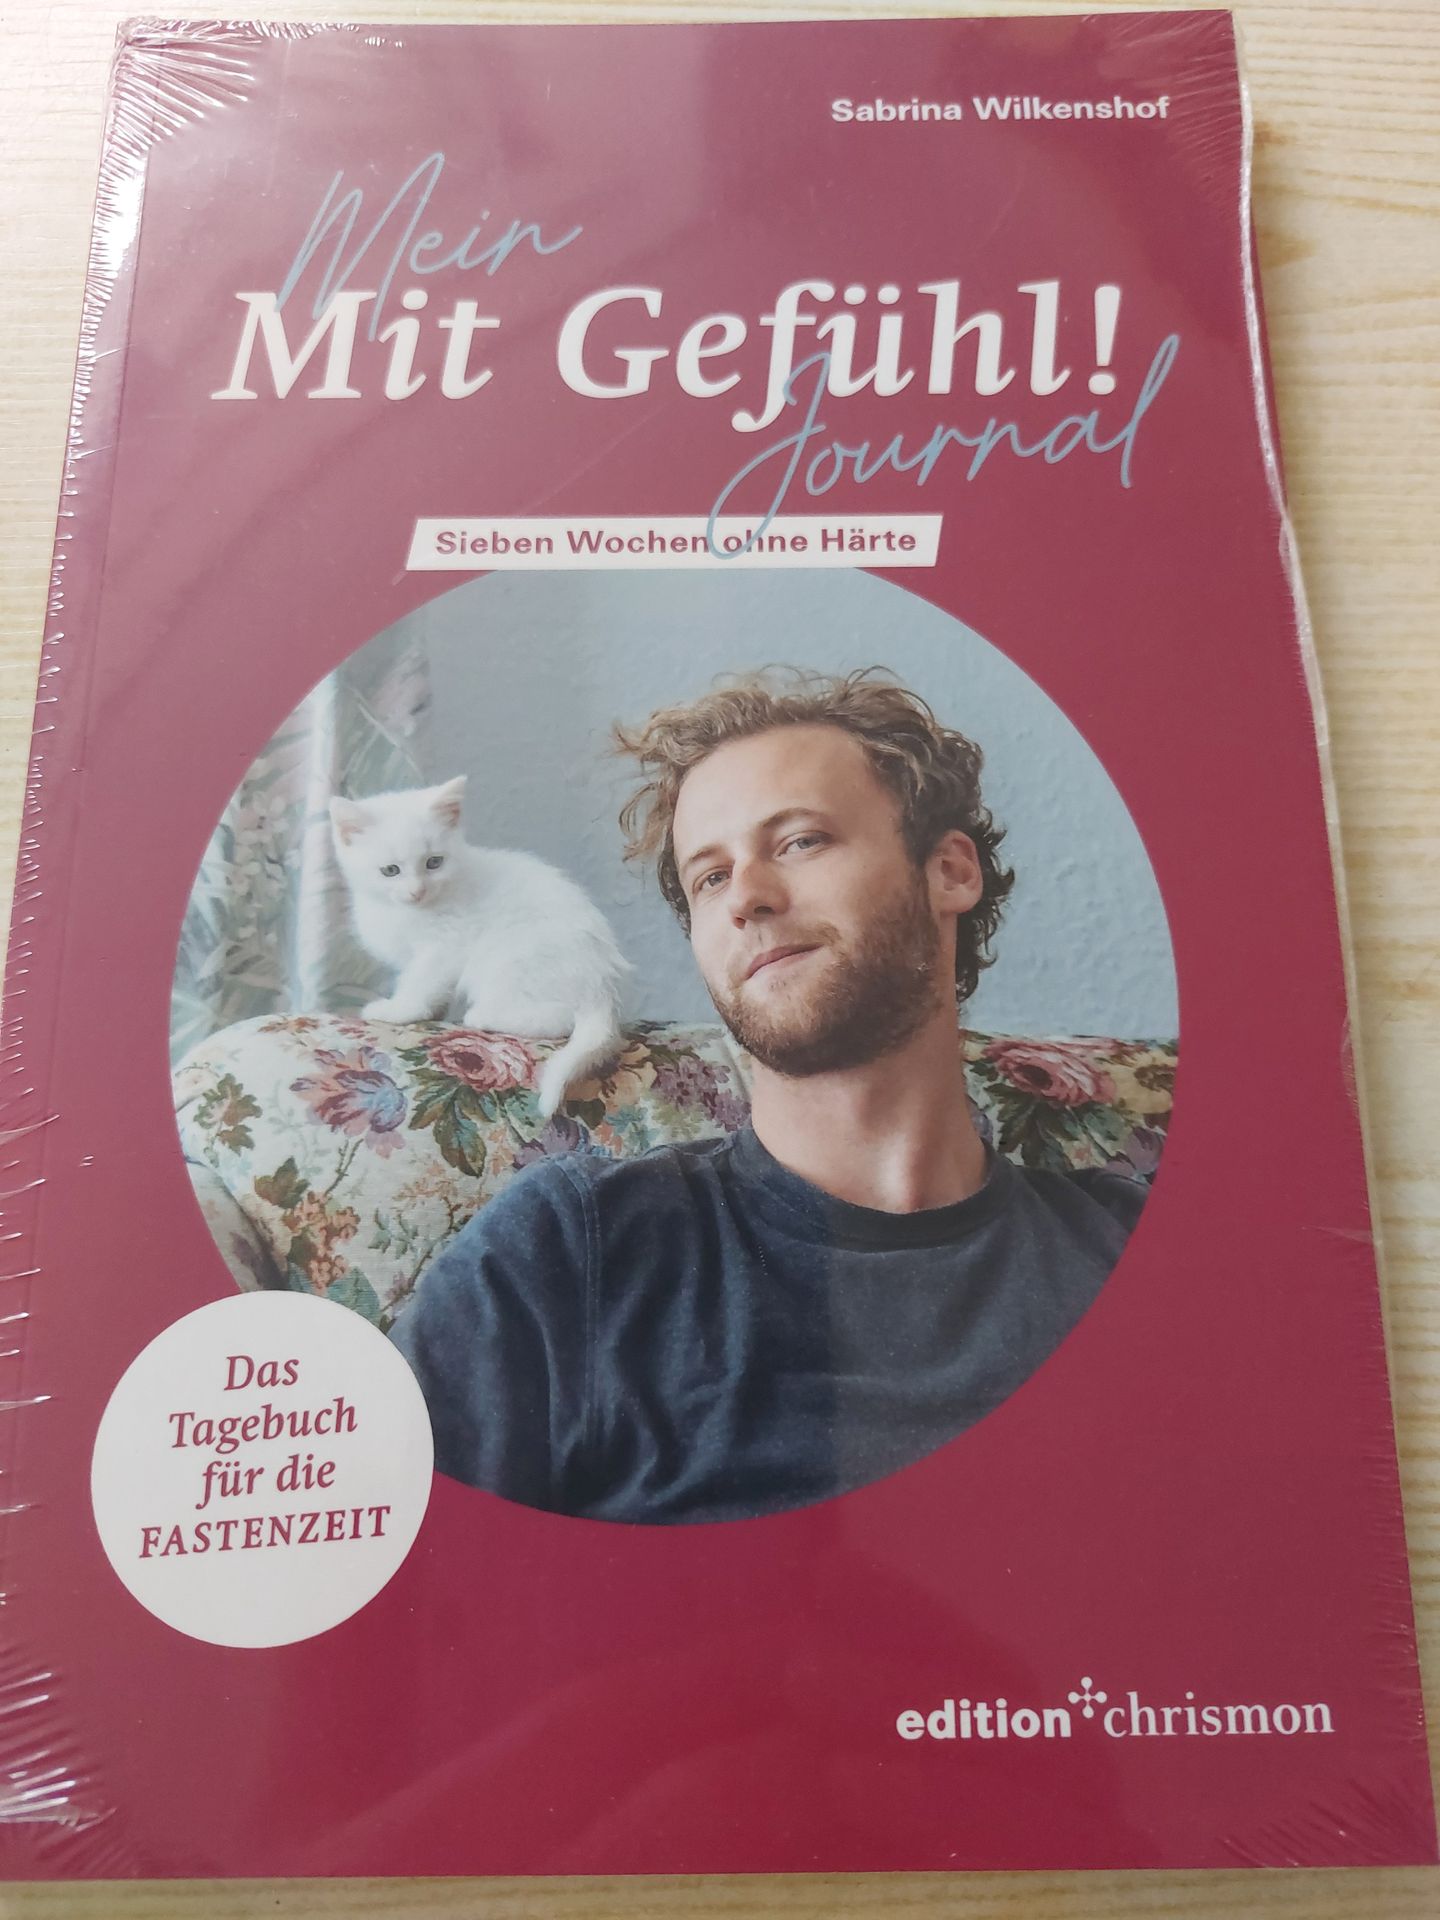 Sabrina Wilkenshof
Mein
Mit Gefühl!
Journal
Sieben Wochen ohne Härte
Das
Tagebuch
für die
FASTENZEIT
edition chrismon